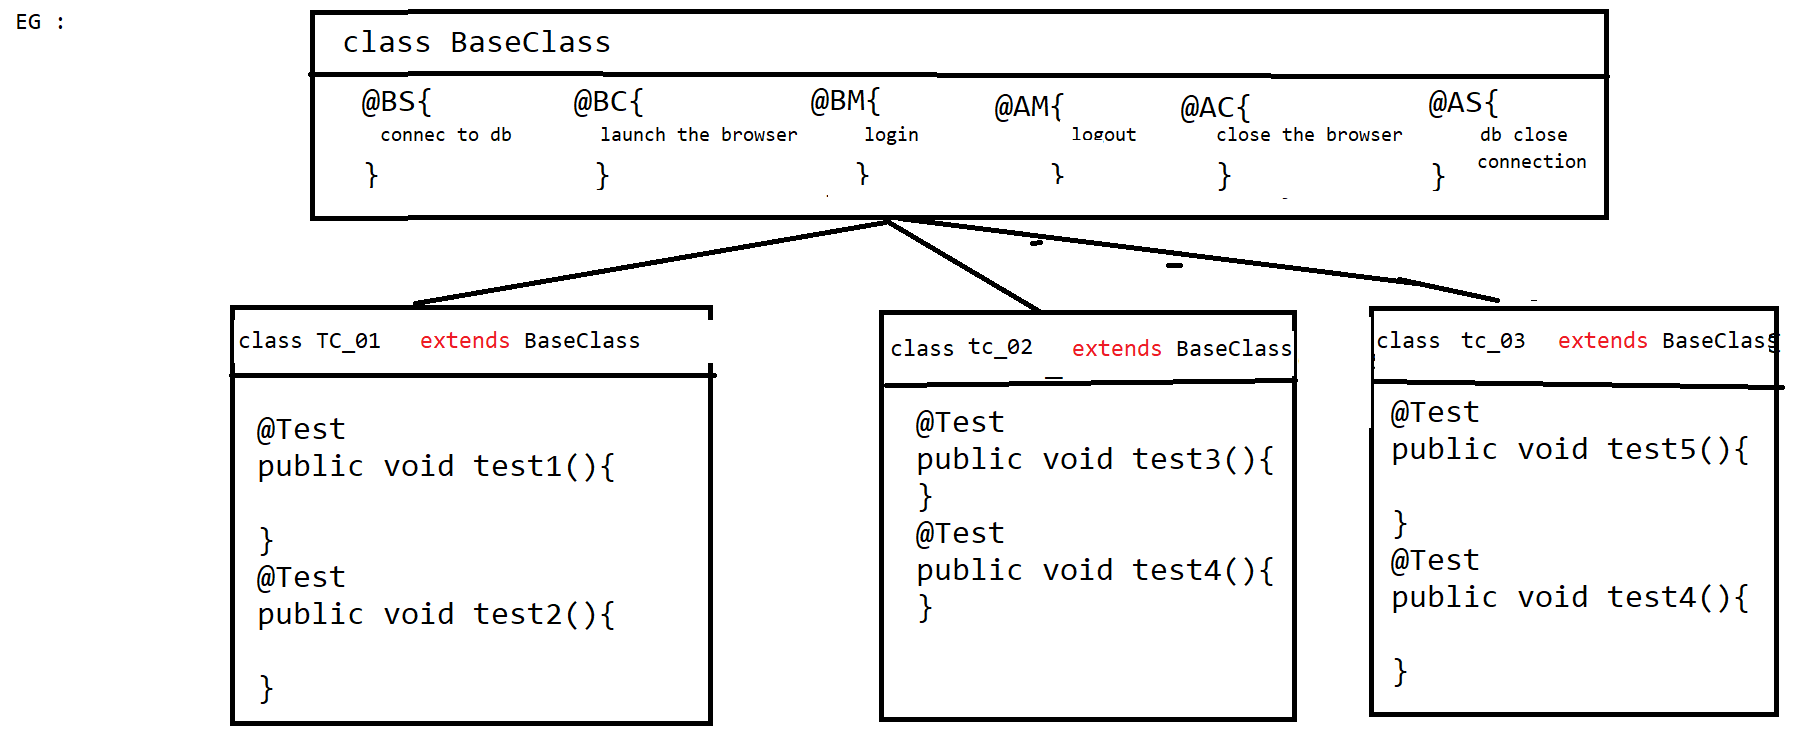 EG :
class BaseClass
@BS{
connec to db
}
@BC{
launch the browser
}
@BM{
login
}
@AM{
logout
}
@AC{
close the browser
}
@AS{
db close
connection
}
class TC_01 extends BaseClass
@Test
public void test1(){
}
@Test
public void test2(){
}
class tc_02 extends BaseClass
@Test
public void test3(){
}
@Test
public void test4(){
}
class tc_03 extends BaseClass
@Test
public void test5(){
}
@Test
public void test4(){
}